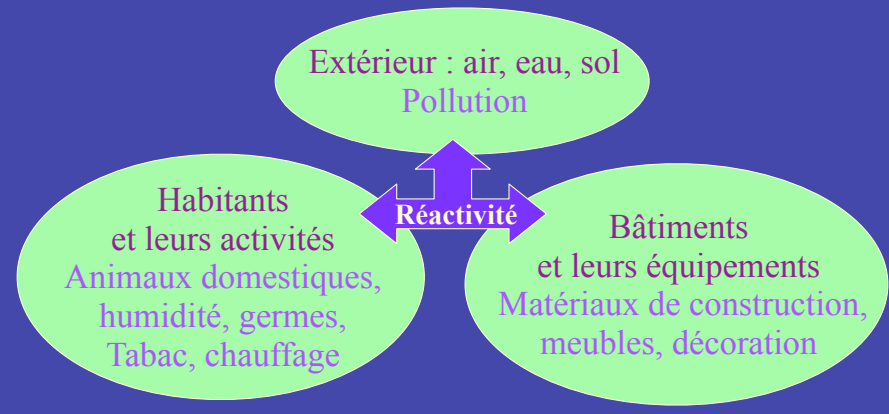 Extérieur : air, eau, sol
Pollution
Réactivité
Habitants
et leurs activités
Animaux domestiques,
humidité, germes,
Tabac, chauffage
Bâtiments
et leurs équipements
Matériaux de construction,
meubles, décoration